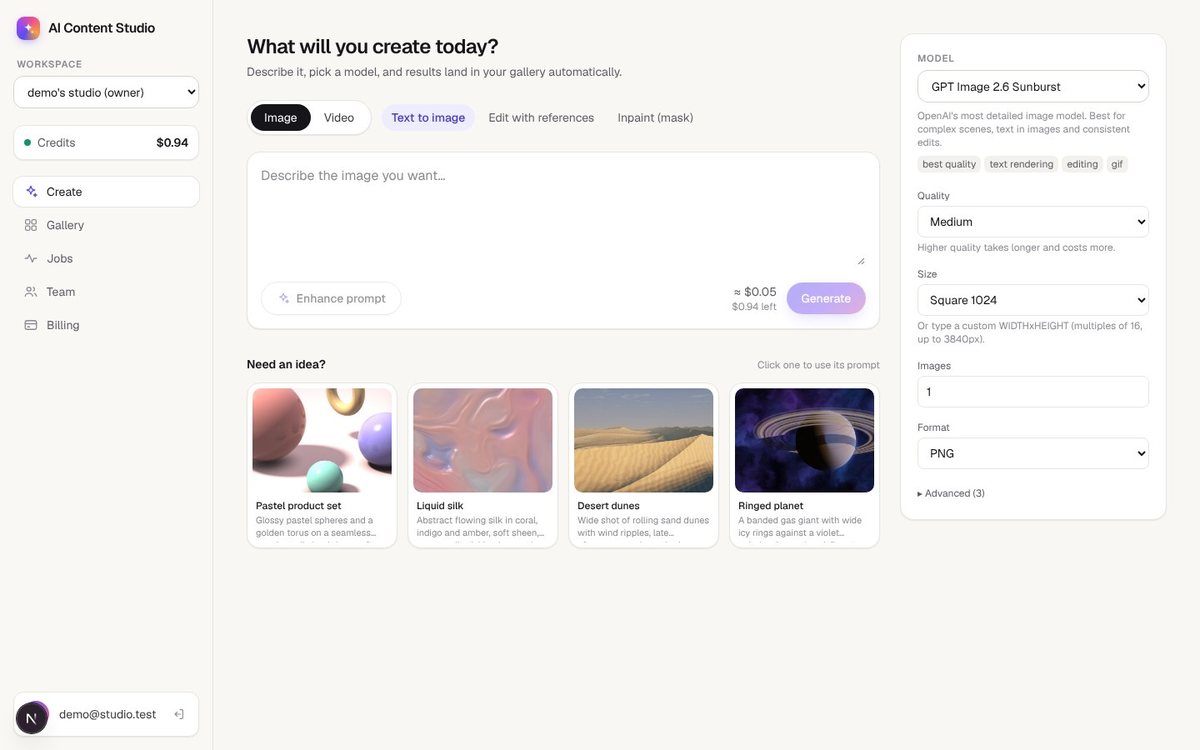 AI Content Studio
WORKSPACE
demo's studio (owner)
Credits
$0.94
Create
Gallery
Jobs
Team
Billing
N
demo@studio.test
What will you create today?
Describe it, pick a model, and results land in your gallery automatically.
Image
Video
Text to image
Edit with references
Inpaint (mask)
Describe the image you want...
Enhance prompt
≈ $0.05
$0.94 left
Generate
Need an idea?
Click one to use its prompt
Pastel product set
Glossy pastel spheres and a
golden torus on a seamless...
Liquid silk
Abstract flowing silk in coral,
indigo and amber, soft sheen,...
Desert dunes
Wide shot of rolling sand dunes
with wind ripples, late...
Ringed planet
A banded gas giant with wide
icy rings against a violet...
MODEL
GPT Image 2.6 Sunburst
OpenAI's most detailed image model. Best for
complex scenes, text in images and consistent
edits.
best quality
text rendering
editing
gif
Quality
Medium
Higher quality takes longer and costs more.
Size
Square 1024
Or type a custom WIDTHxHEIGHT (multiples of 16,
up to 3840px).
Images
1
Format
PNG
▸ Advanced (3)